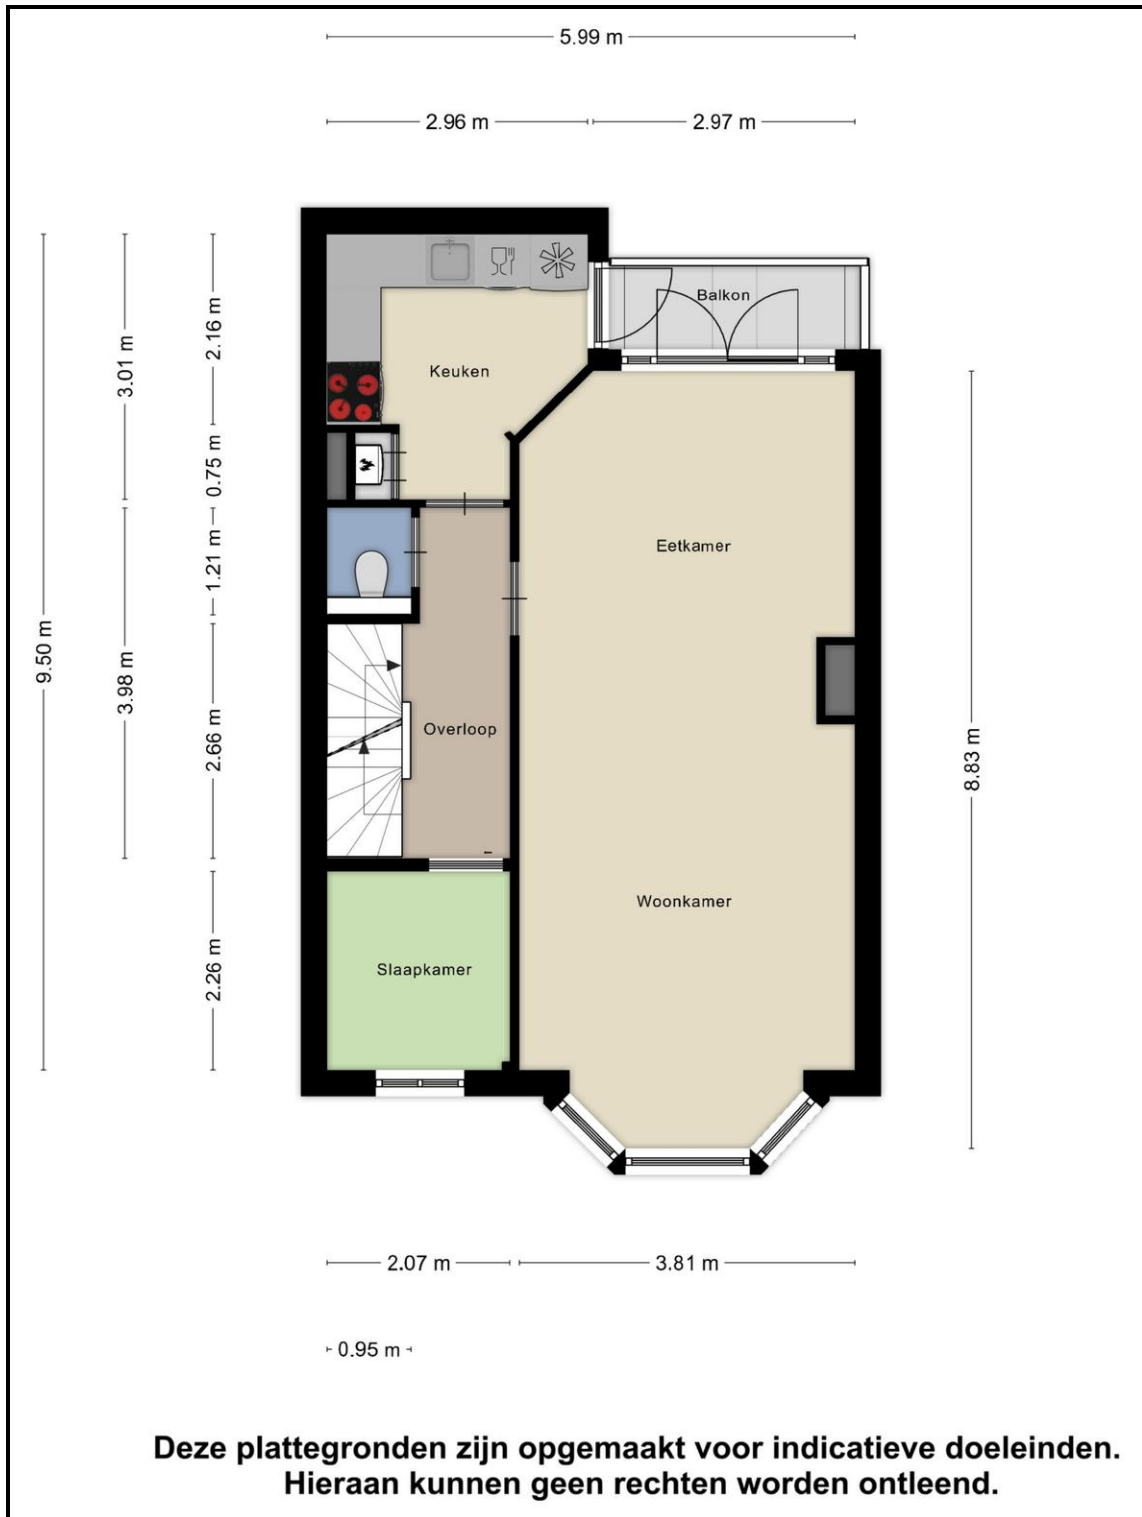 5.99 m
2.96 m
2.97 m
Balkon
2.16 m
3.01 m
Keuken
0.75 m
1.21 m
Eetkamer
9.50 m
3.98 m
2.66 m
Overloop
8.83 m
Woonkamer
2.26 m
Slaapkamer
2.07 m
3.81 m
0.95 m
Deze plattegronden zijn opgemaakt voor indicatieve doeleinden.
Hieraan kunnen geen rechten worden ontleend.